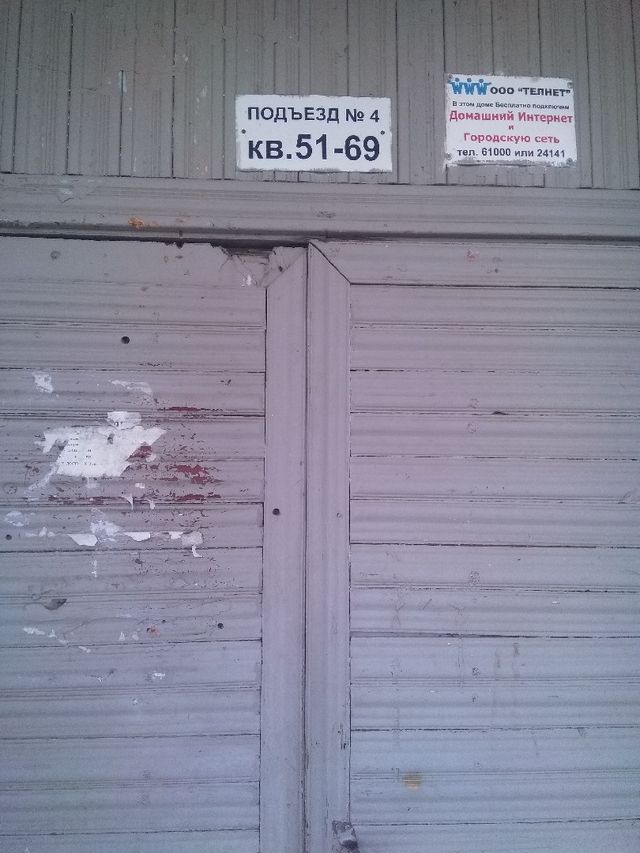 ПОДЪЕЗД № 4
кв.51-69
www ООО "ТЕЛНЕТ"
В этом доме Бесплатно подключим
Домашний Интернет
и
Городскую сеть
тел. 61000 или 24141